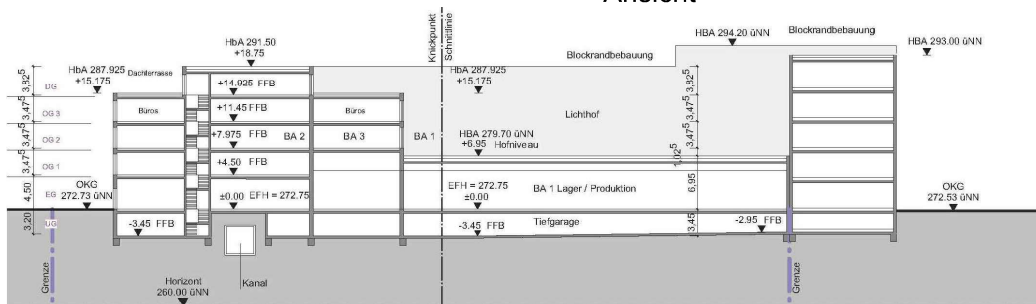 Ansicht
HBA 294.20 üNN
Blockrandbebauung
HbA 291.50
+18.75
Knickpunkt
Schnittlinie
Blockrandbebauung
HBA 293.00 üNN
HbA 287.925
+15.175
Dachterrasse
HbA 287.925
+15.175
DG
3,82⁵
+14.925 FFB
3,82⁵
OG 3
3,47⁵
Büros
+11.45 FFB
Büros
Lichthof
3,47⁵
OG 2
3,47⁵
+7.975 FFB
BA 2
BA 3
BA 1
HBA 279.70 üNN
+6.95 Hofniveau
3,47⁵
1,02⁵
OG 1
3,47⁵
+4.50 FFB
OKG
272.73 üNN
EG
4,50
±0.00 EFH = 272.75
EFH = 272.75
±0.00
BA 1 Lager / Produktion
6,95
OKG
272.53 üNN
UG
3,20
-3.45 FFB
Tiefgarage
-3.45 FFB
3,45
-2.95 FFB
Grenze
Horizont
260.00 üNN
Kanal
Grenze